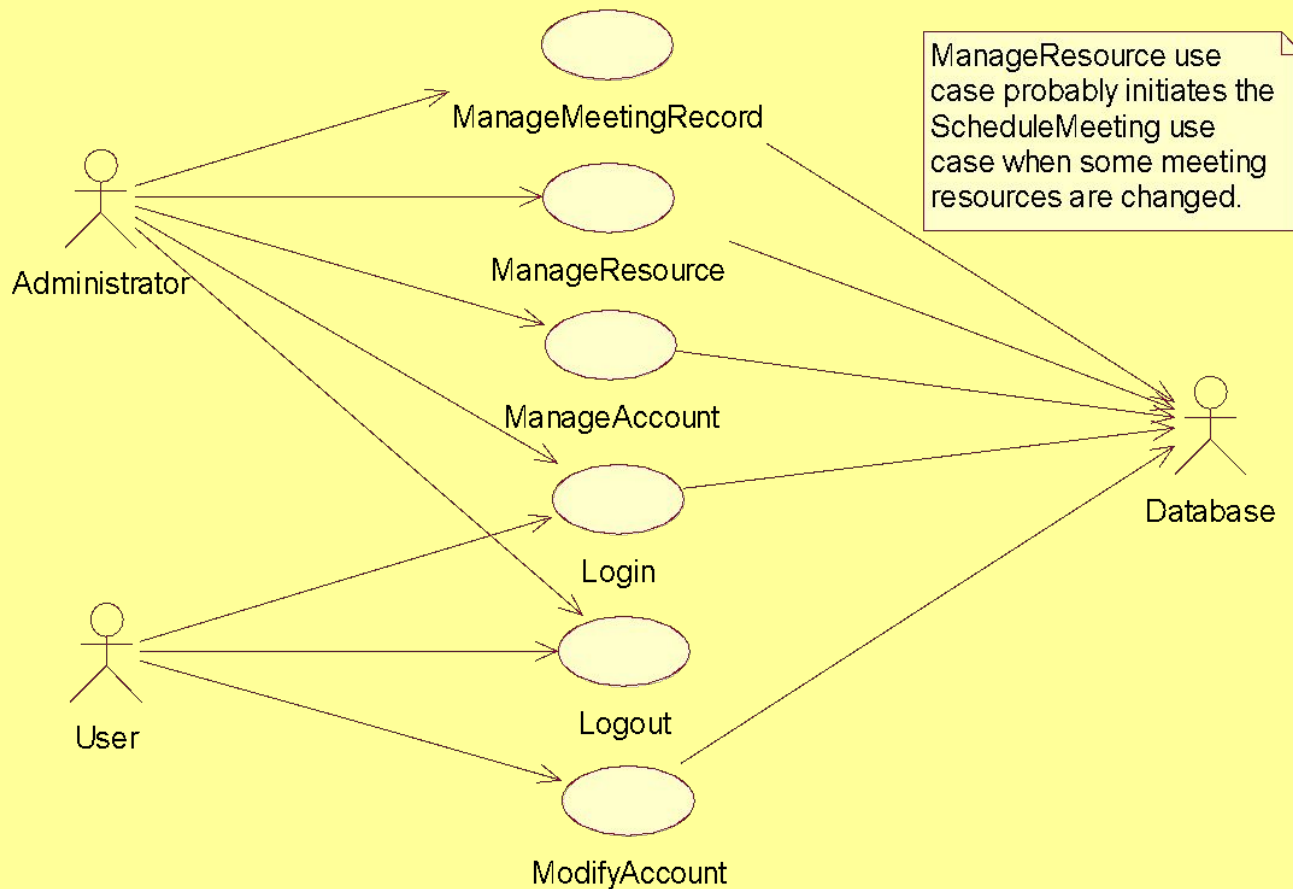 ManageMeetingRecord
ManageResource use
case probably initiates the
ScheduleMeeting use
case when some meeting
resources are changed.
Administrator
ManageResource
ManageAccount
Database
Login
User
Logout
ModifyAccount